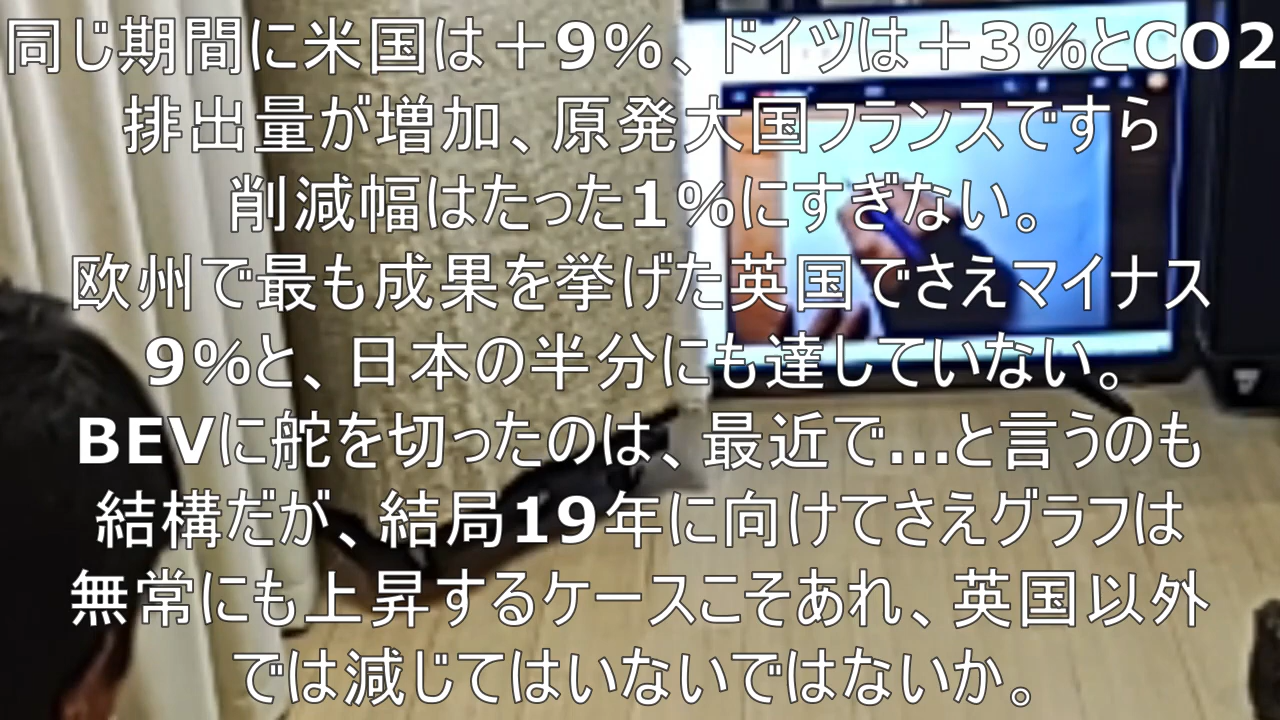 同じ期間に米国は＋9％、ドイツは＋3％とCO2
排出量が増加、原発大国フランスですら
削減幅はたった1％にすぎない。
欧州で最も成果を挙げた英国でさえマイナス
9％と、日本の半分にも達していない。
BEVに舵を切ったのは、最近で…と言うのも
結構だが、結局19年に向けてさえグラフは
無常にも上昇するケースこそあれ、英国以外
では減じてはいないではないか。